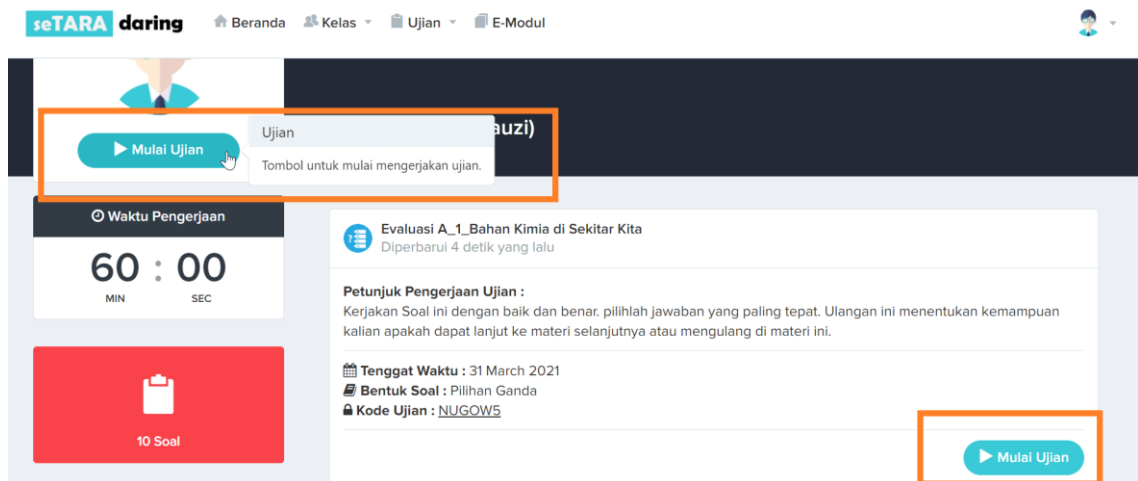 seTARA daring Beranda Kelas Ujian E-Modul
auzi)
Mulai Ujian
Ujian
Tombol untuk mulai mengerjakan ujian.
Waktu Pengerjaan
60 : 00
MIN SEC
10 Soal
Evaluasi A_1_Bahan Kimia di Sekitar Kita
Diperbarui 4 detik yang lalu
Petunjuk Pengerjaan Ujian :
Kerjakan Soal ini dengan baik dan benar. pilihlah jawaban yang paling tepat. Ulangan ini menentukan kemampuan
kalian apakah dapat lanjut ke materi selanjutnya atau mengulang di materi ini.
Tenggat Waktu : 31 March 2021
Bentuk Soal : Pilihan Ganda
Kode Ujian : NUGOW5
Mulai Ujian